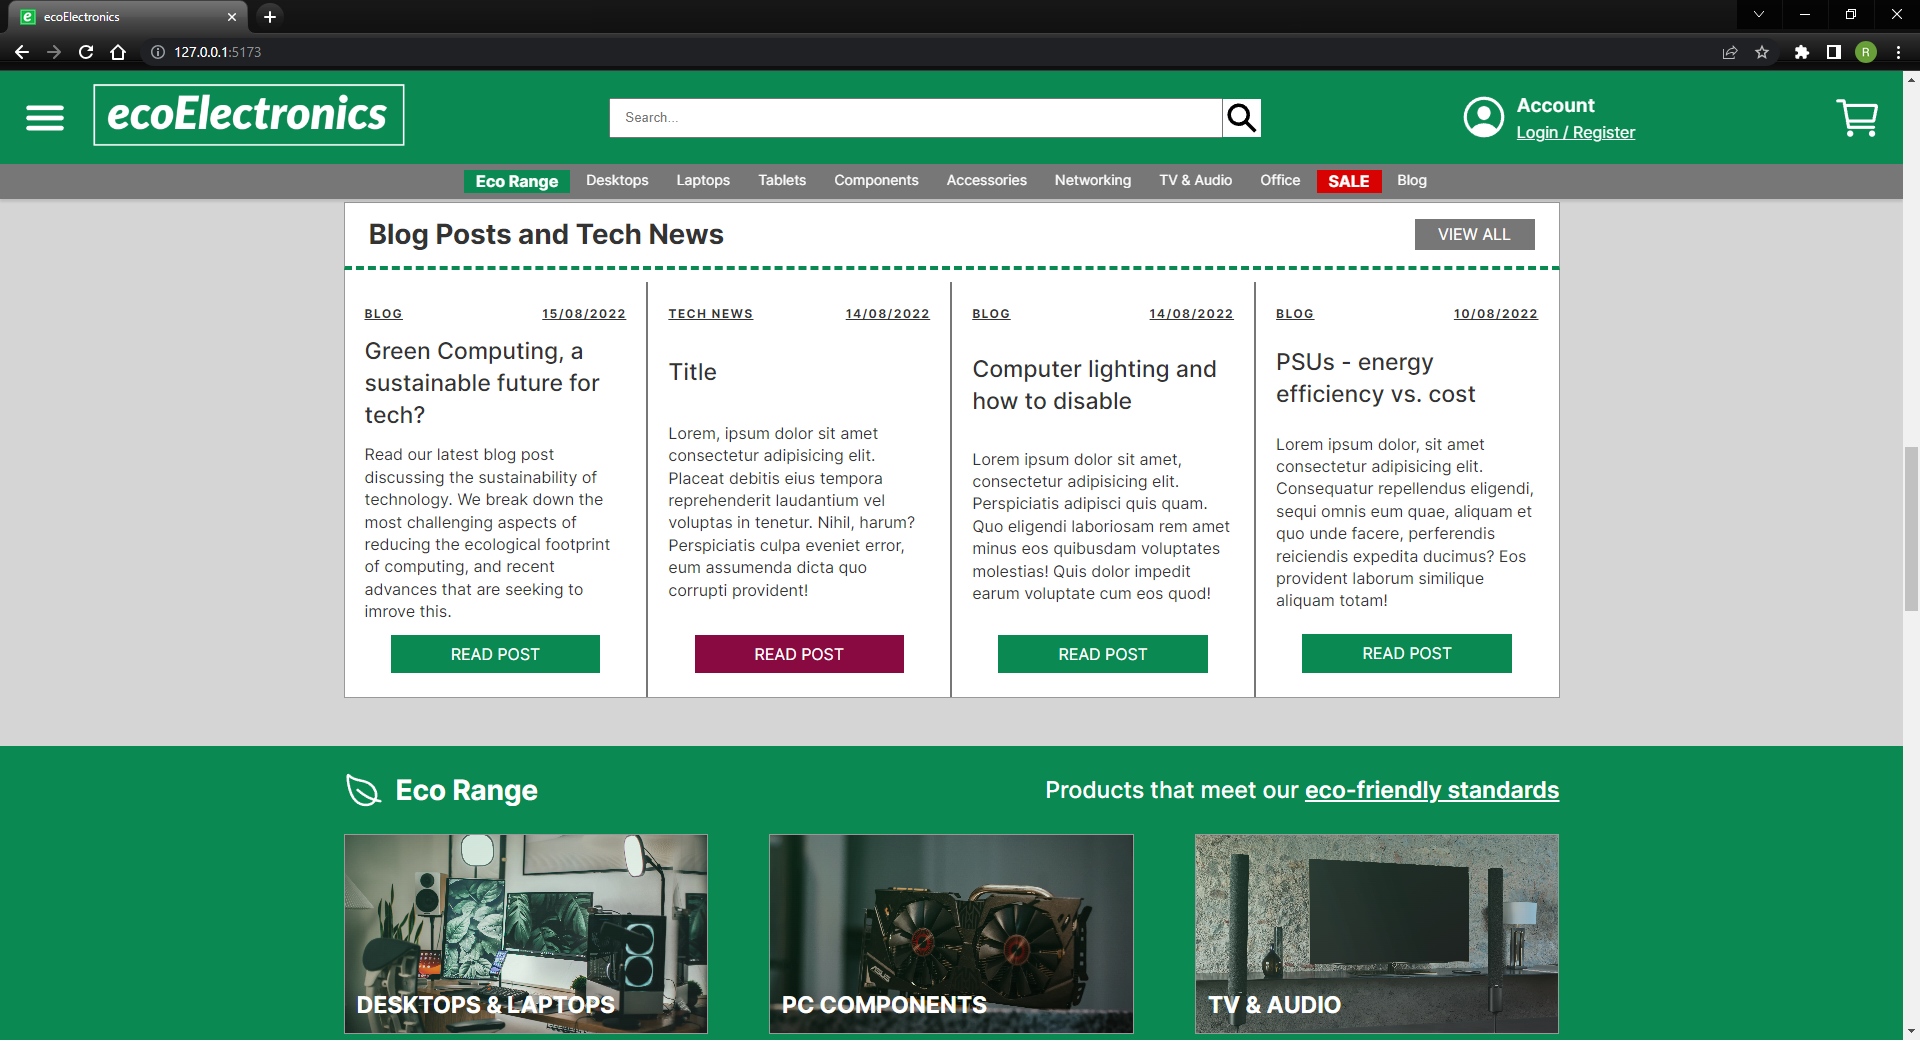 ecoElectronics
127.0.0.1:5173
R
ecoElectronics
Search...
Account
Login / Register
Eco Range Desktops Laptops Tablets Components Accessories Networking TV & Audio Office SALE Blog
Blog Posts and Tech News
VIEW ALL
BLOG 15/08/2022
Green Computing, a
sustainable future for
tech?
Read our latest blog post
discussing the sustainability of
technology. We break down the
most challenging aspects of
reducing the ecological footprint
of computing, and recent
advances that are seeking to
imrove this.
READ POST
TECH NEWS 14/08/2022
Title
Lorem, ipsum dolor sit amet
consectetur adipisicing elit.
Placeat debitis eius tempora
reprehenderit laudantium vel
voluptas in tenetur. Nihil, harum?
Perspiciatis culpa eveniet error,
eum assumenda dicta quo
corrupti provident!
READ POST
BLOG 14/08/2022
Computer lighting and
how to disable
Lorem ipsum dolor sit amet,
consectetur adipisicing elit.
Perspiciatis adipisci quis quam.
Quo eligendi laboriosam rem amet
minus eos quibusdam voluptates
molestias! Quis dolor impedit
earum voluptate cum eos quod!
READ POST
BLOG 10/08/2022
PSUs - energy
efficiency vs. cost
Lorem ipsum dolor, sit amet
consectetur adipisicing elit.
Consequatur repellendus eligendi,
sequi omnis eum quae, aliquam et
quo unde facere, perferendis
reiciendis expedita ducimus? Eos
provident laborum similique
aliquam totam!
READ POST
Eco Range
Products that meet our eco-friendly standards
DESKTOPS & LAPTOPS
ASUS
PC COMPONENTS
TV & AUDIO